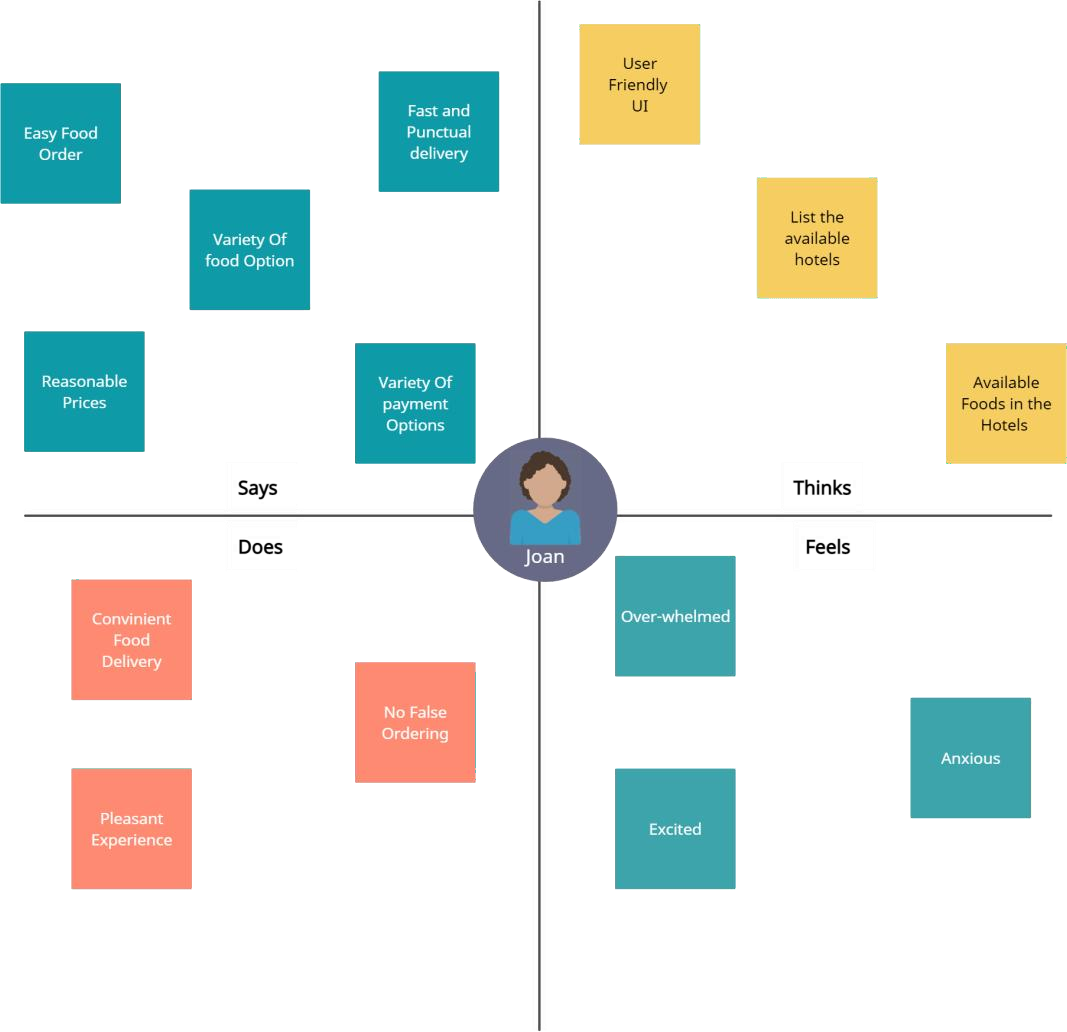 Easy Food
Order
Fast and
Punctual
delivery
Variety Of
food Option
Reasonable
Prices
Variety Of
payment
Options
Says
User
Friendly
UI
List the
available
hotels
Available
Foods in the
Hotels
Thinks
Joan
Does
Convinient
Food
Delivery
No False
Ordering
Pleasant
Experience
Feels
Over-whelmed
Anxious
Excited